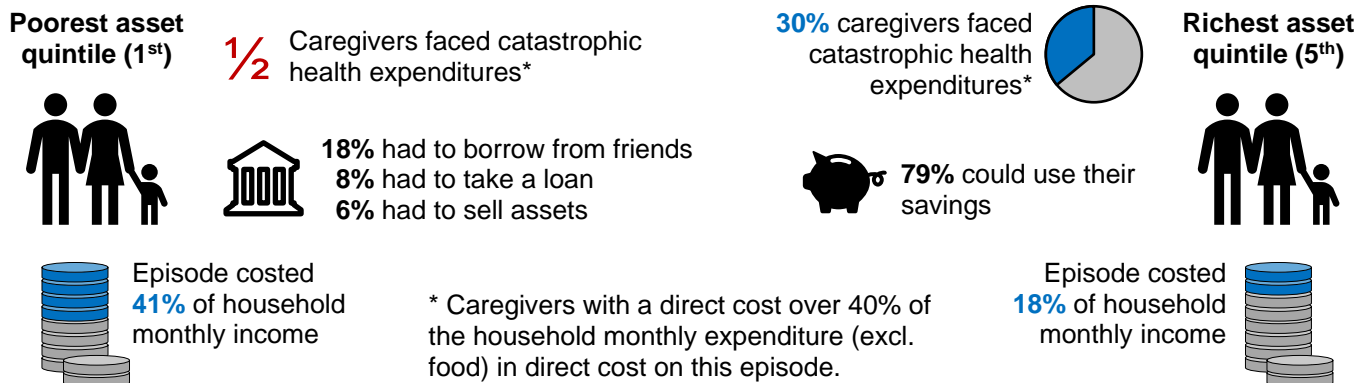 Poorest asset
quintile (1st)
½ Caregivers faced catastrophic
health expenditures*
18% had to borrow from friends
8% had to take a loan
6% had to sell assets
Episode costed
41% of household
monthly income
30% caregivers faced
catastrophic health
expenditures*
Richest asset
quintile (5th)
79% could use their
savings
Episode costed
18% of household
monthly income
* Caregivers with a direct cost over 40% of
the household monthly expenditure (excl.
food) in direct cost on this episode.